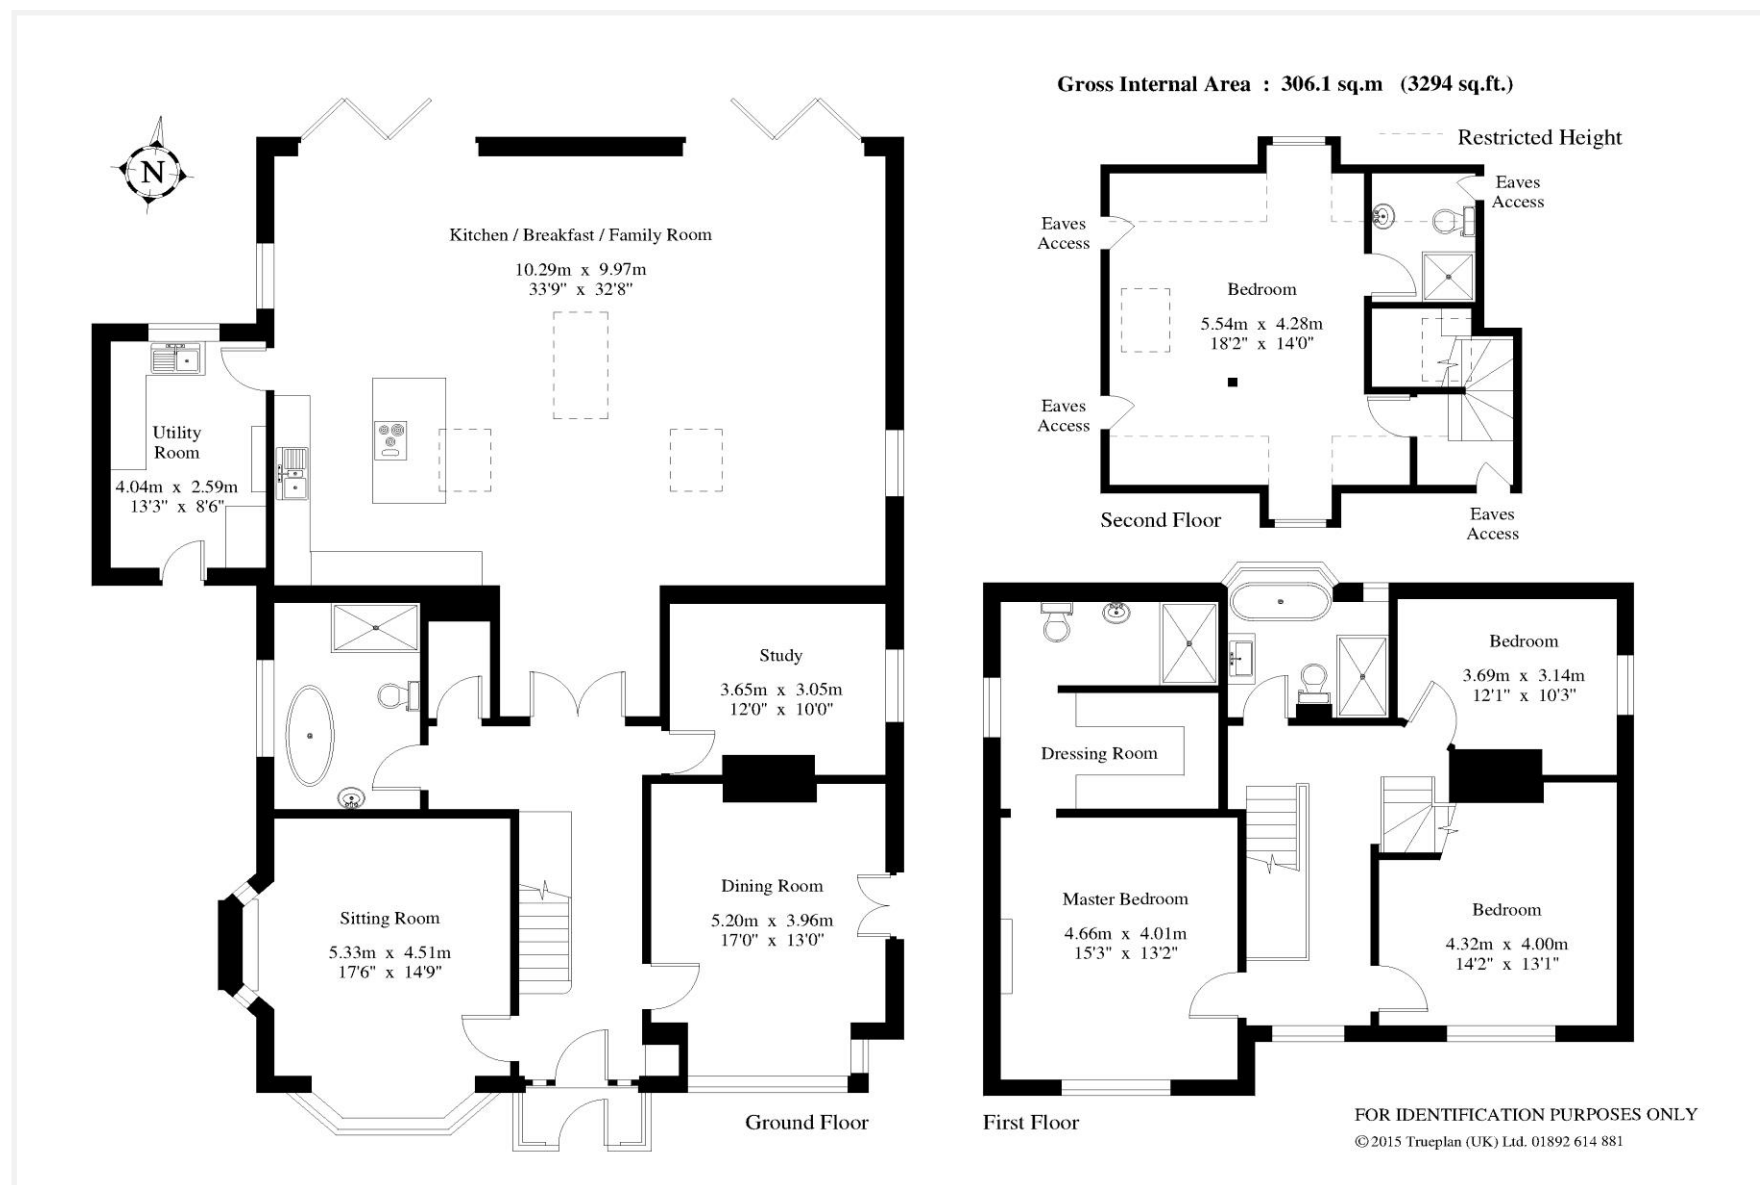 Gross Internal Area : 306.1 sq.m (3294 sq.ft.)
Restricted Height
N
Kitchen / Breakfast / Family Room
10.29m x 9.97m
33'9" x 32'8"
Utility
Room
4.04m x 2.59m
13'3" x 8'6"
Study
3.65m x 3.05m
12'0" x 10'0"
Dining Room
5.20m x 3.96m
17'0" x 13'0"
Sitting Room
5.33m x 4.51m
17'6" x 14'9"
Ground Floor
Eaves
Access
Eaves
Access
Bedroom
5.54m x 4.28m
18'2" x 14'0"
Eaves
Access
Eaves
Access
Second Floor
Bedroom
3.69m x 3.14m
12'1" x 10'3"
Dressing Room
Master Bedroom
4.66m x 4.01m
15'3" x 13'2"
Bedroom
4.32m x 4.00m
14'2" x 13'1"
First Floor
FOR IDENTIFICATION PURPOSES ONLY
© 2015 Trueplan (UK) Ltd. 01892 614 881